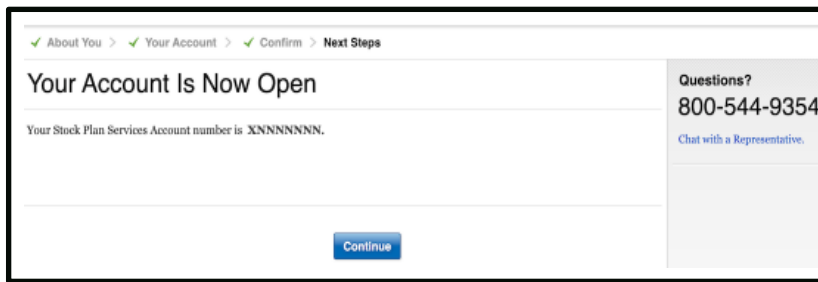 ✓ About You > ✓ Your Account > ✓ Confirm > Next Steps
Your Account Is Now Open
Your Stock Plan Services Account number is XNNNNNNN.
Continue
Questions?
800-544-9354
Chat with a Representative.